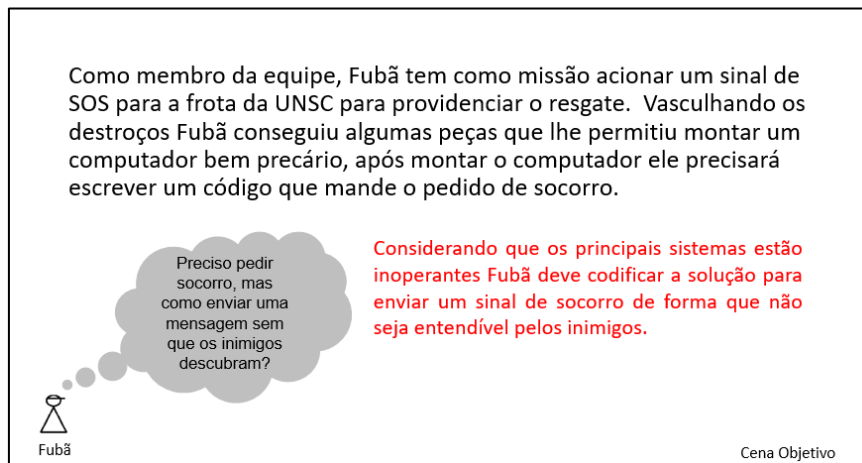 Como membro da equipe, Fubã tem como missão acionar um sinal de
SOS para a frota da UNSC para providenciar o resgate. Vasculhando os
destroços Fubã conseguiu algumas peças que lhe permitiu montar um
computador bem precário, após montar o computador ele precisará
escrever um código que mande o pedido de socorro.
Preciso pedir
socorro, mas
como enviar uma
mensagem sem
que os inimigos
descubram?
Considerando que os principais sistemas estão
inoperantes Fubã deve codificar a solução para
enviar um sinal de socorro de forma que não
seja entendível pelos inimigos.
Fubã
Cena Objetivo